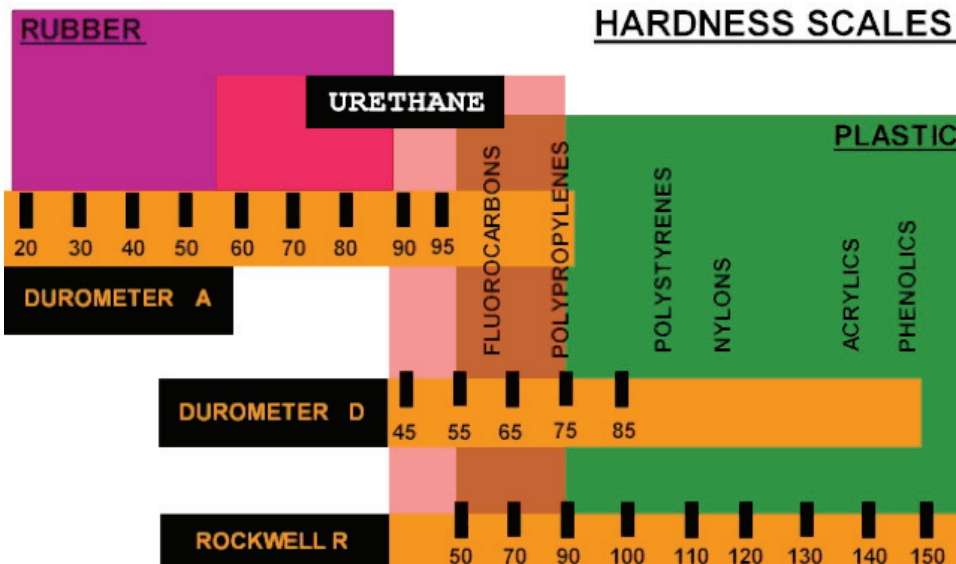 RUBBER
HARDNESS SCALES
URETHANE
PLASTIC
20 30 40 50 60 70 80 90 95
DUROMETER A
FLUOROCARBONS
POLYPROPYLENES
POLYSTYRENES
NYLONS
ACRYLICS
PHENOLICS
DUROMETER D
45 55 65 75 85
ROCKWELL R
50 70 90 100 110 120 130 140 150